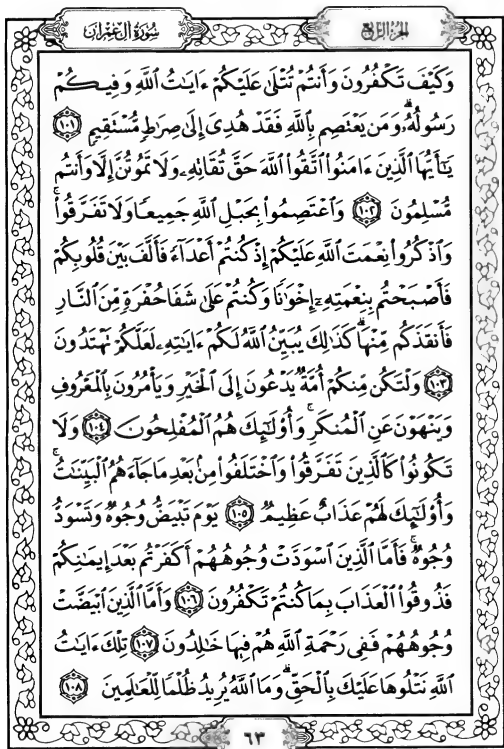 سُورَةُ آلِ عِمْرَانَ
الجُزْءُ الرَّابِعُ
وَكَيْفَ تَكْفُرُونَ وَأَنتُمْ تُتْلَىٰ عَلَيْكُمْ ءَايَٰتُ ٱللَّهِ وَفِيكُمْ
رَسُولُهُۥۗ وَمَن يَعْتَصِم بِٱللَّهِ فَقَدْ هُدِىَ إِلَىٰ صِرَٰطٍ مُّسْتَقِيمٍ ١٠١
يَٰٓأَيُّهَا ٱلَّذِينَ ءَامَنُوا۟ ٱتَّقُوا۟ ٱللَّهَ حَقَّ تُقَاتِهِۦ وَلَا تَمُوتُنَّ إِلَّا وَأَنتُم
مُّسْلِمُونَ ١٠٢ وَٱعْتَصِمُوا۟ بِحَبْلِ ٱللَّهِ جَمِيعًا وَلَا تَفَرَّقُوا۟ۚ
وَٱذْكُرُوا۟ نِعْمَتَ ٱللَّهِ عَلَيْكُمْ إِذْ كُنتُمْ أَعْدَآءً فَأَلَّفَ بَيْنَ قُلُوبِكُمْ
فَأَصْبَحْتُم بِنِعْمَتِهِۦٓ إِخْوَٰنًا وَكُنتُمْ عَلَىٰ شَفَا حُفْرَةٍ مِّنَ ٱلنَّارِ
فَأَنقَذَكُم مِّنْهَاۗ كَذَٰلِكَ يُبَيِّنُ ٱللَّهُ لَكُمْ ءَايَٰتِهِۦ لَعَلَّكُمْ تَهْتَدُونَ
١٠٣ وَلْتَكُن مِّنكُمْ أُمَّةٌ يَدْعُونَ إِلَى ٱلْخَيْرِ وَيَأْمُرُونَ بِٱلْمَعْرُوفِ
وَيَنْهَوْنَ عَنِ ٱلْمُنكَرِۚ وَأُو۟لَٰٓئِكَ هُمُ ٱلْمُفْلِحُونَ ١٠٤ وَلَا
تَكُونُوا۟ كَٱلَّذِينَ تَفَرَّقُوا۟ وَٱخْتَلَفُوا۟ مِنۢ بَعْدِ مَا جَآءَهُمُ ٱلْبَيِّنَٰتُۚ
وَأُو۟لَٰٓئِكَ لَهُمْ عَذَابٌ عَظِيمٌ ١٠٥ يَوْمَ تَبْيَضُّ وُجُوهٌ وَتَسْوَدُّ
وُجُوهٌۚ فَأَمَّا ٱلَّذِينَ ٱسْوَدَّتْ وُجُوهُهُمْ أَكَفَرْتُم بَعْدَ إِيمَٰنِكُمْ
فَذُوقُوا۟ ٱلْعَذَابَ بِمَا كُنتُمْ تَكْفُرُونَ ١٠٦ وَأَمَّا ٱلَّذِينَ ٱبْيَضَّتْ
وُجُوهُهُمْ فَفِى رَحْمَةِ ٱللَّهِ هُمْ فِيهَا خَٰلِدُونَ ١٠٧ تِلْكَ ءَايَٰتُ
ٱللَّهِ نَتْلُوهَا عَلَيْكَ بِٱلْحَقِّۗ وَمَا ٱللَّهُ يُرِيدُ ظُلْمًا لِّلْعَٰلَمِينَ ١٠٨
٦٣